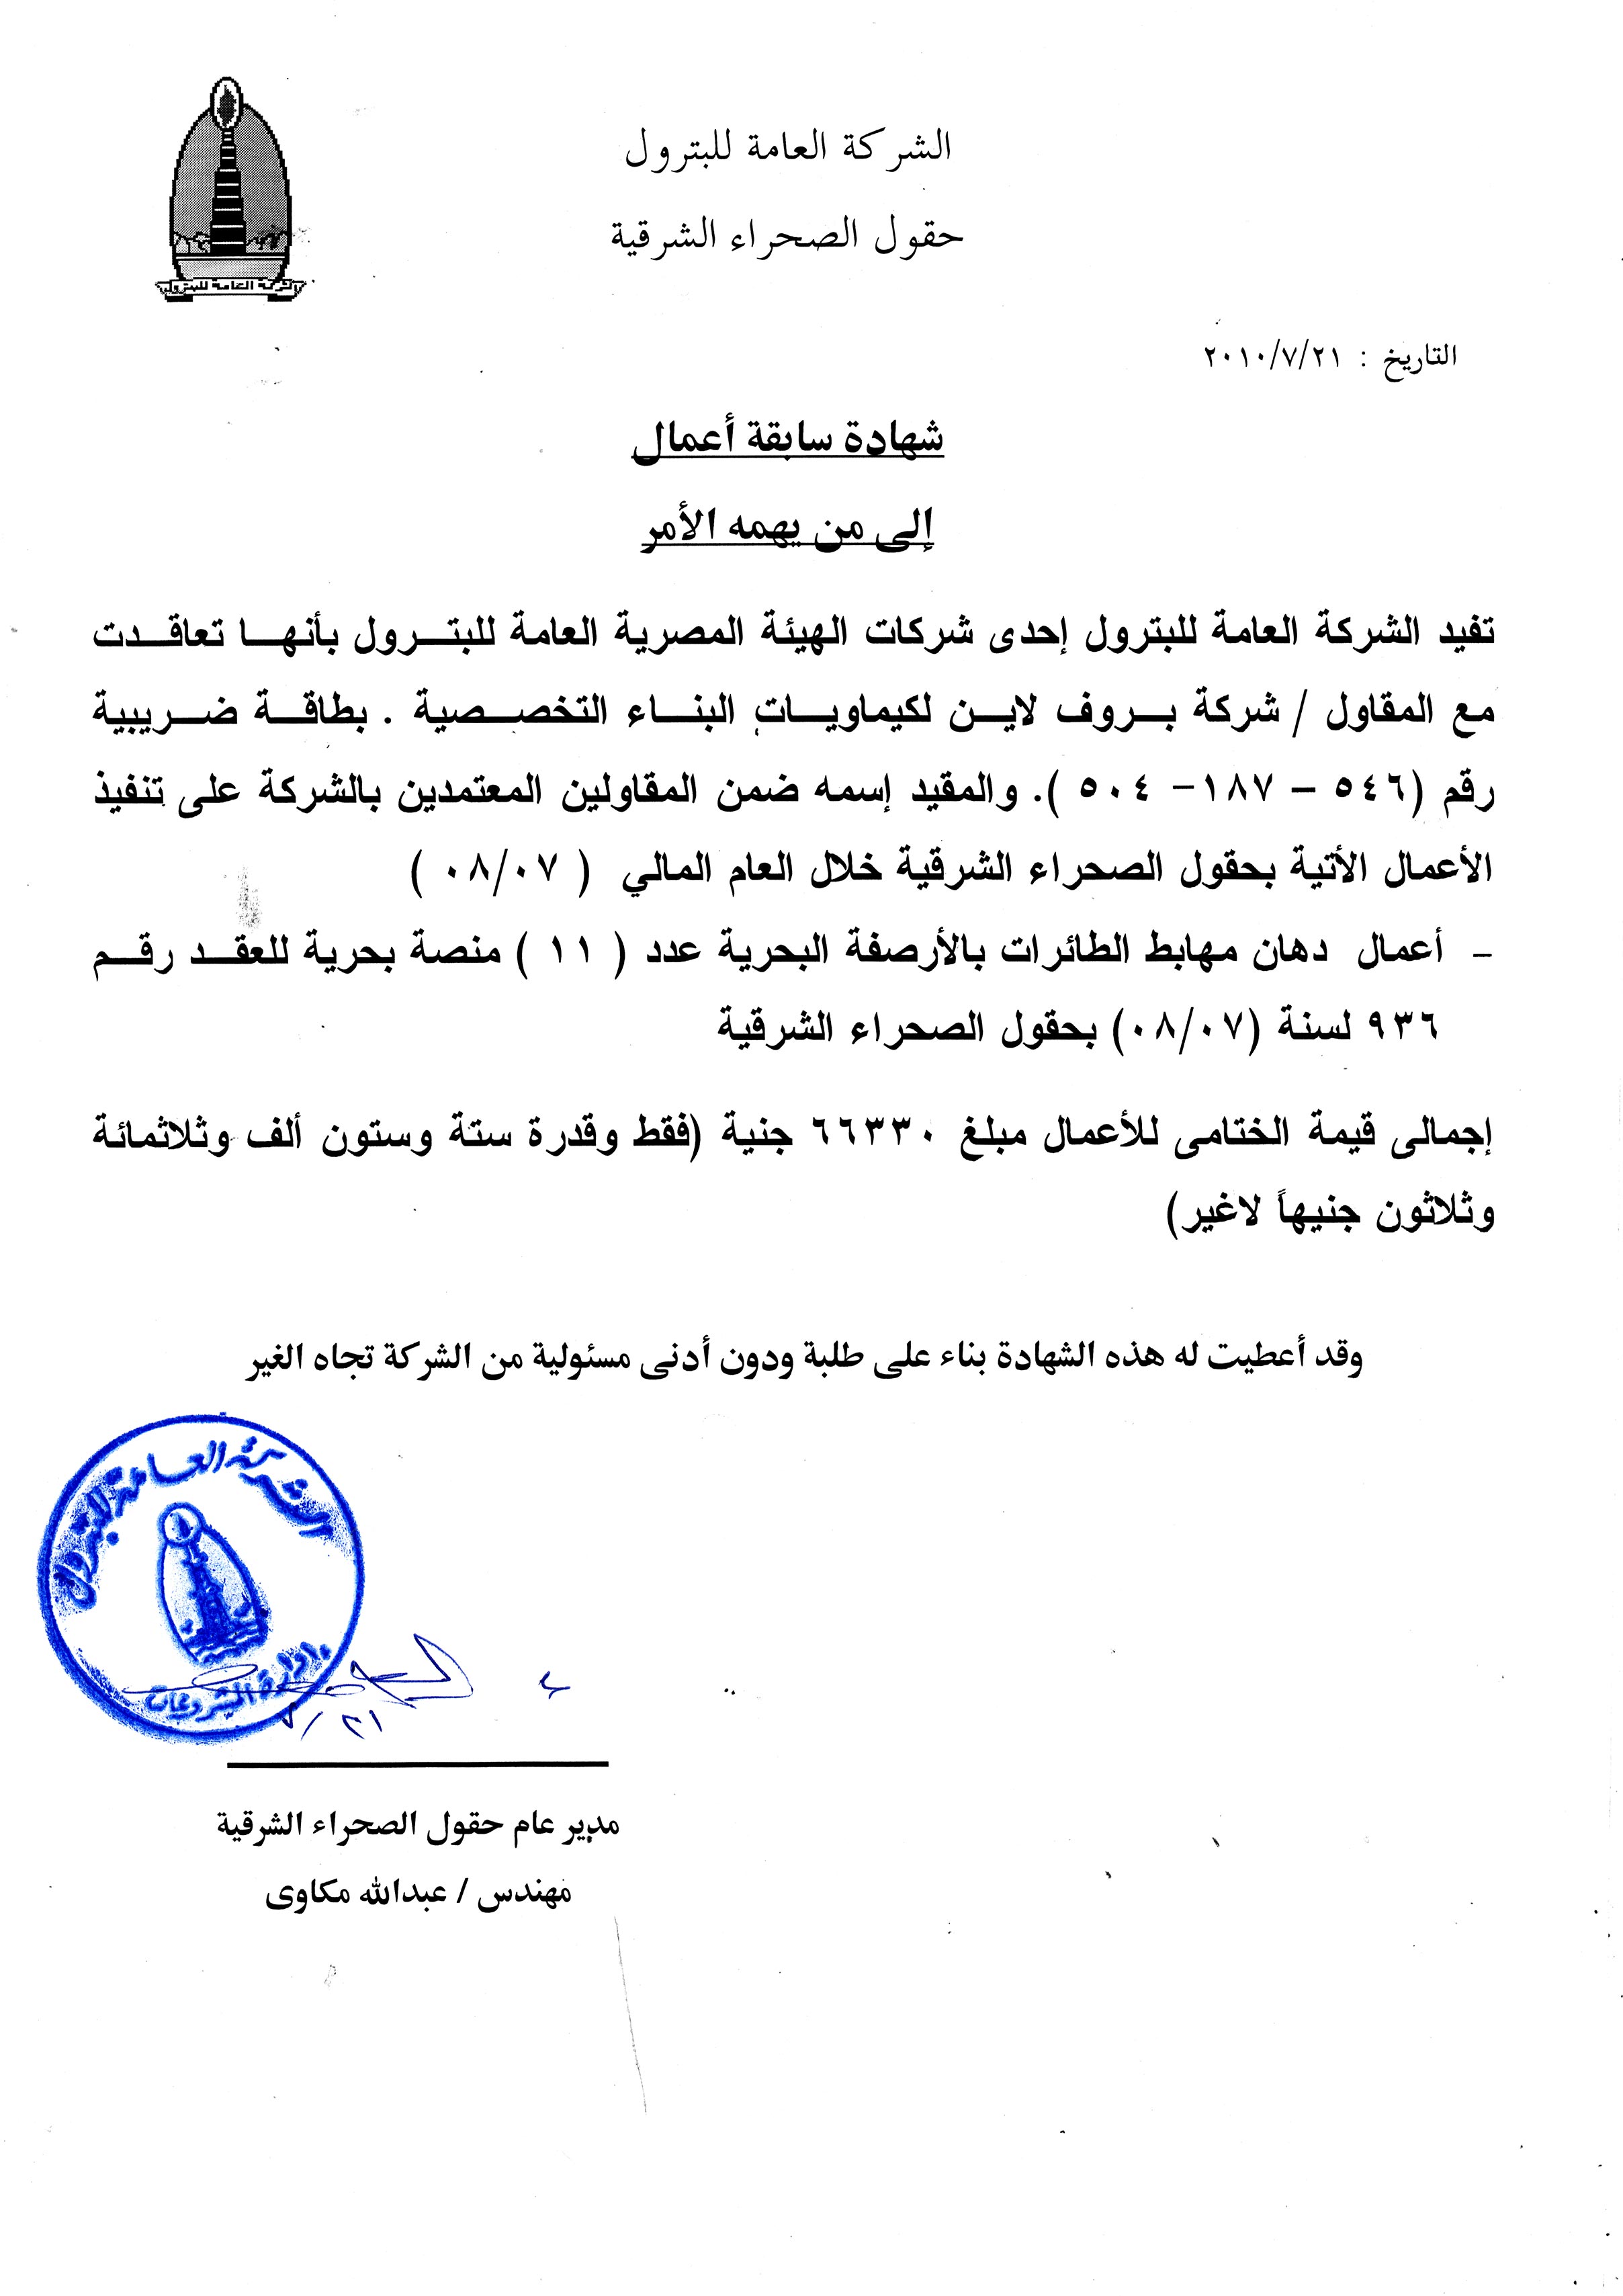 الشركة العامة للبترول
حقول الصحراء الشرقية
الشركة العامة للبترول
التاريخ : ٢٠١٠/٧/٢١
شهادة سابقة أعمال
إلى من يهمه الأمر
تفيد الشركة العامة للبترول إحدى شركات الهيئة المصرية العامة للبترول بأنها تعاقدت
مع المقاول / شركة بروف لاين لكيماويات البناء التخصصية . بطاقة ضريبية
رقم (٥٤٦ – ١٨٧- ٥٠٤ ). والمقيد إسمه ضمن المقاولين المعتمدين بالشركة على تنفيذ
الأعمال الأتية بحقول الصحراء الشرقية خلال العام المالي ( ٠٨/٠٧ )
- أعمال دهان مهابط الطائرات بالأرصفة البحرية عدد ( ١١ ) منصة بحرية للعقد رقم
٩٣٦ لسنة (٠٨/٠٧) بحقول الصحراء الشرقية
إجمالى قيمة الختامى للأعمال مبلغ ٦٦٣٣٠ جنية (فقط وقدرة ستة وستون ألف وثلاثمائة
وثلاثون جنيهاً لاغير)
وقد أعطيت له هذه الشهادة بناء على طلبة ودون أدنى مسئولية من الشركة تجاه الغير
الشركة العامة للبترول
إدارة المشروعات
٧/٢١
مدير عام حقول الصحراء الشرقية
مهندس / عبدالله مكاوى